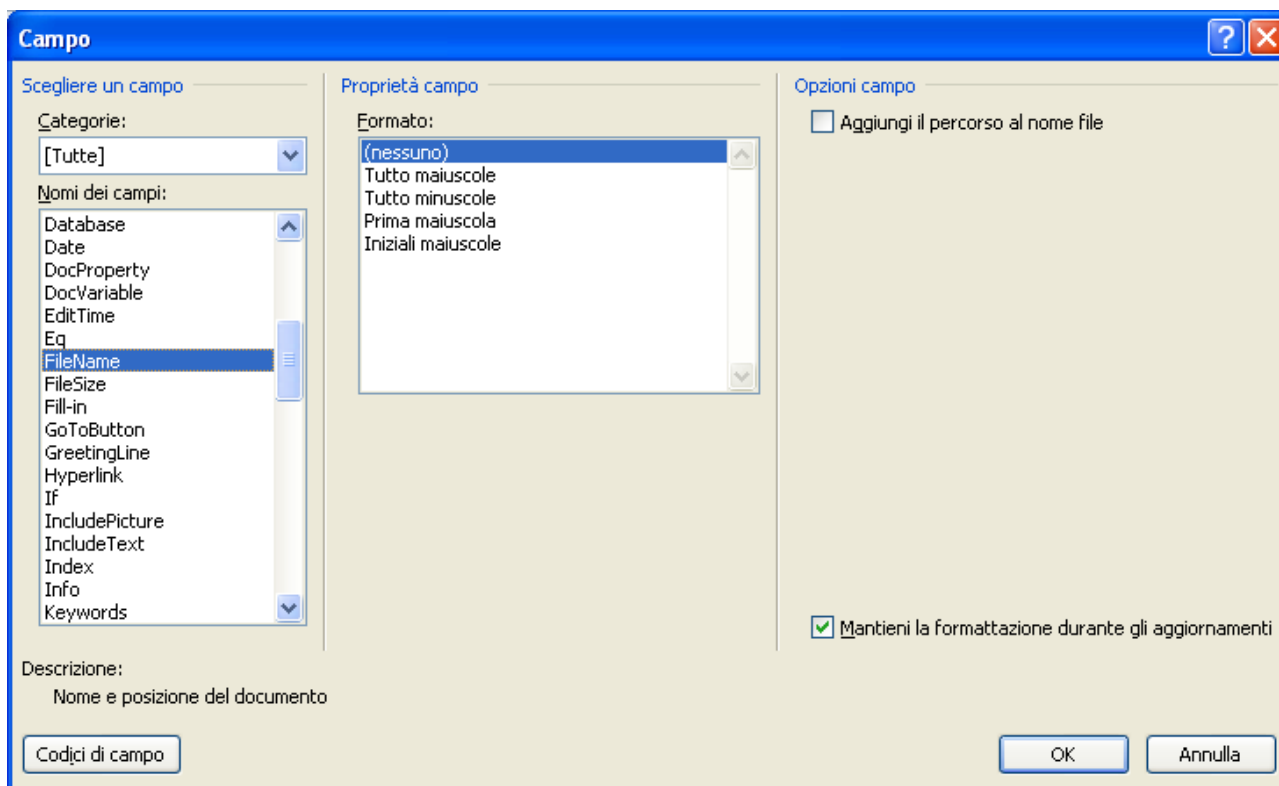 Campo
Scegliere un campo
Categorie:
[Tutte]
Nomi dei campi:
Database
Date
DocProperty
DocVariable
EditTime
Eq
FileName
FileSize
Fill-in
GoToButton
GreetingLine
Hyperlink
If
IncludePicture
IncludeText
Index
Info
Keywords
Proprietà campo
Formato:
(nessuno)
Tutto maiuscole
Tutto minuscole
Prima maiuscola
Iniziali maiuscole
Opzioni campo
Aggiungi il percorso al nome file
Mantieni la formattazione durante gli aggiornamenti
Descrizione:
Nome e posizione del documento
Codici di campo
OK
Annulla